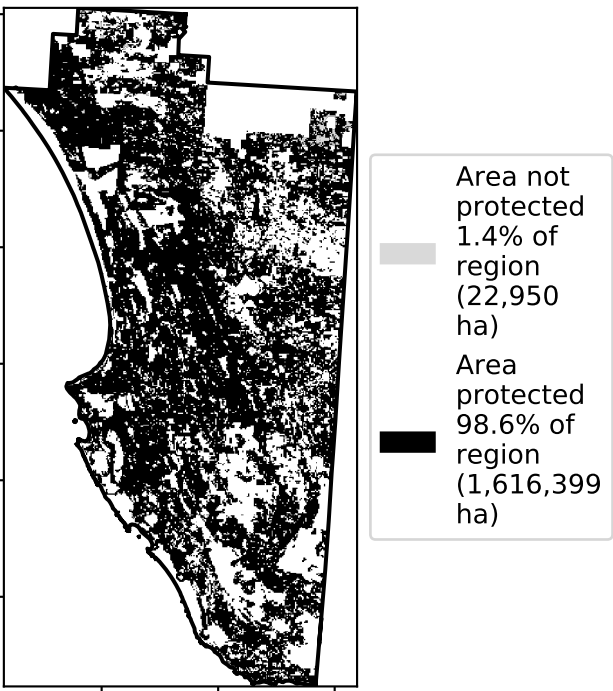 Area not
protected
1.4% of
region
(22,950
ha)
Area
protected
98.6% of
region
(1,616,399
ha)